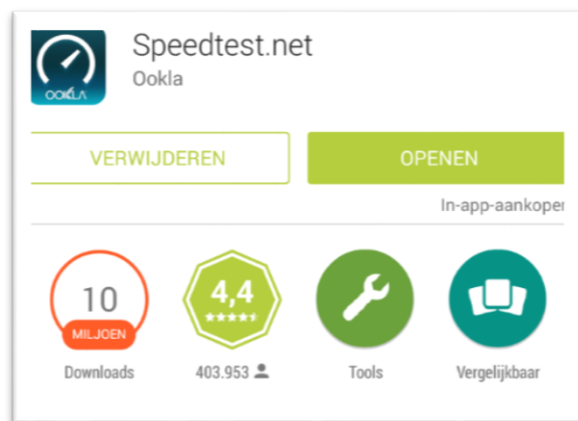 Speedtest.net
Ookla
OOKLA
VERWIJDEREN
OPENEN
In-app-aankopen
10
MILJOEN
4,4
Downloads
403.953
Tools
Vergelijkbaar